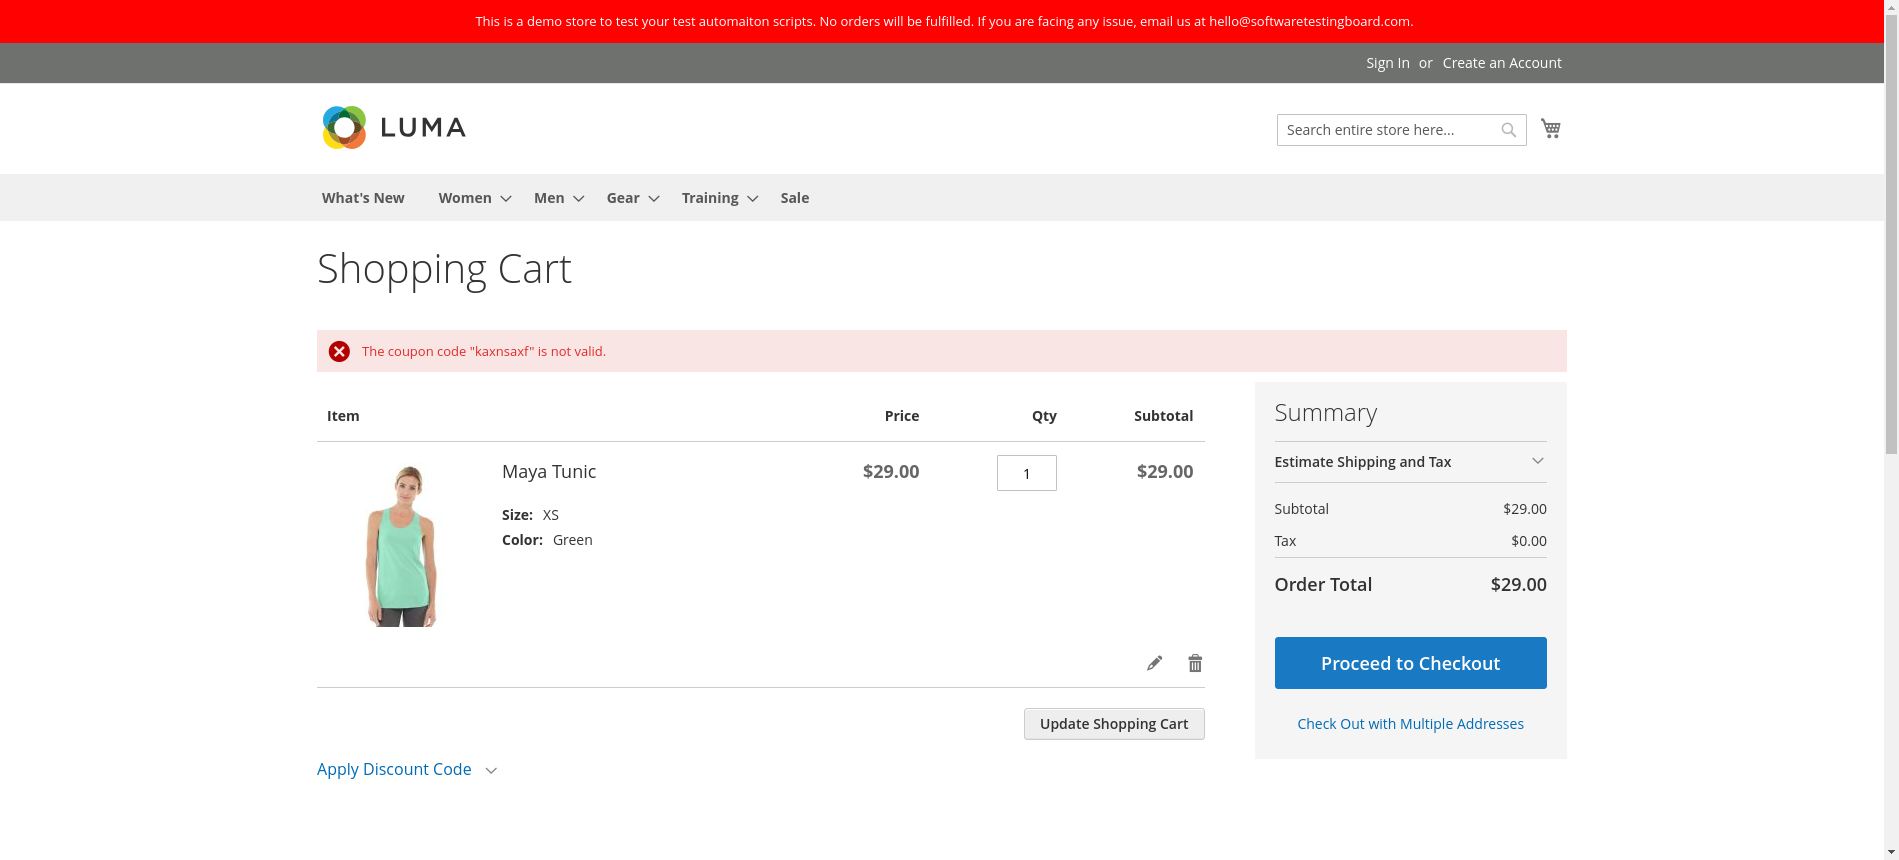 This is a demo store to test your test automaiton scripts. No orders will be fulfilled. If you are facing any issue, email us at hello@softwaretestingboard.com.
Sign In or Create an Account
LUMA
Search entire store here...
What's New Women Men Gear Training Sale
Shopping Cart
The coupon code "kaxnsaxf" is not valid.
Item Price Qty Subtotal
Maya Tunic $29.00 1 $29.00
Size: XS
Color: Green
Update Shopping Cart
Apply Discount Code
Summary
Estimate Shipping and Tax
Subtotal $29.00
Tax $0.00
Order Total $29.00
Proceed to Checkout
Check Out with Multiple Addresses